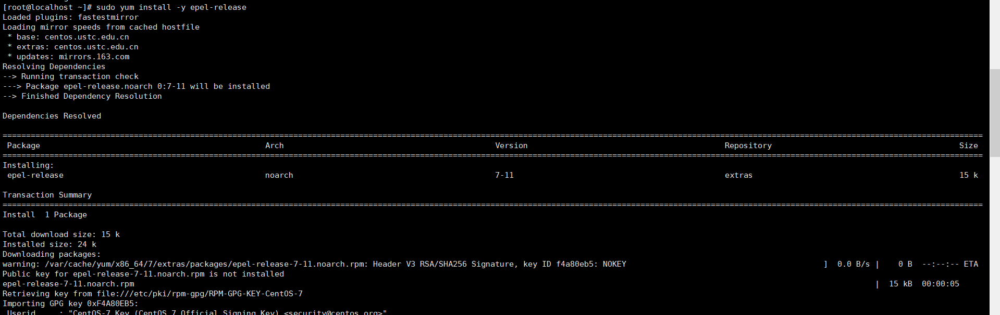 [root@localhost ~]# sudo yum install -y epel-release
Loaded plugins: fastestmirror
Loading mirror speeds from cached hostfile
 * base: centos.ustc.edu.cn
 * extras: centos.ustc.edu.cn
 * updates: mirrors.163.com
Resolving Dependencies
--> Running transaction check
---> Package epel-release.noarch 0:7-11 will be installed
--> Finished Dependency Resolution

Dependencies Resolved

================================================================================
 Package Arch Version Repository Size
================================================================================
Installing:
 epel-release noarch 7-11 extras 15 k

Transaction Summary
================================================================================
Install  1 Package

Total download size: 15 k
Installed size: 24 k
Downloading packages:
warning: /var/cache/yum/x86_64/7/extras/packages/epel-release-7-11.noarch.rpm: Header V3 RSA/SHA256 Signature, key ID f4a80eb5: NOKEY ]  0.0 B/s |    0 B  --:--:-- ETA
Public key for epel-release-7-11.noarch.rpm is not installed
epel-release-7-11.noarch.rpm |  15 kB  00:00:05
Retrieving key from file:///etc/pki/rpm-gpg/RPM-GPG-KEY-CentOS-7
Importing GPG key 0xF4A80EB5:
 Userid     : "CentOS-7 Key (CentOS 7 Official Signing Key) <security@centos.org>"